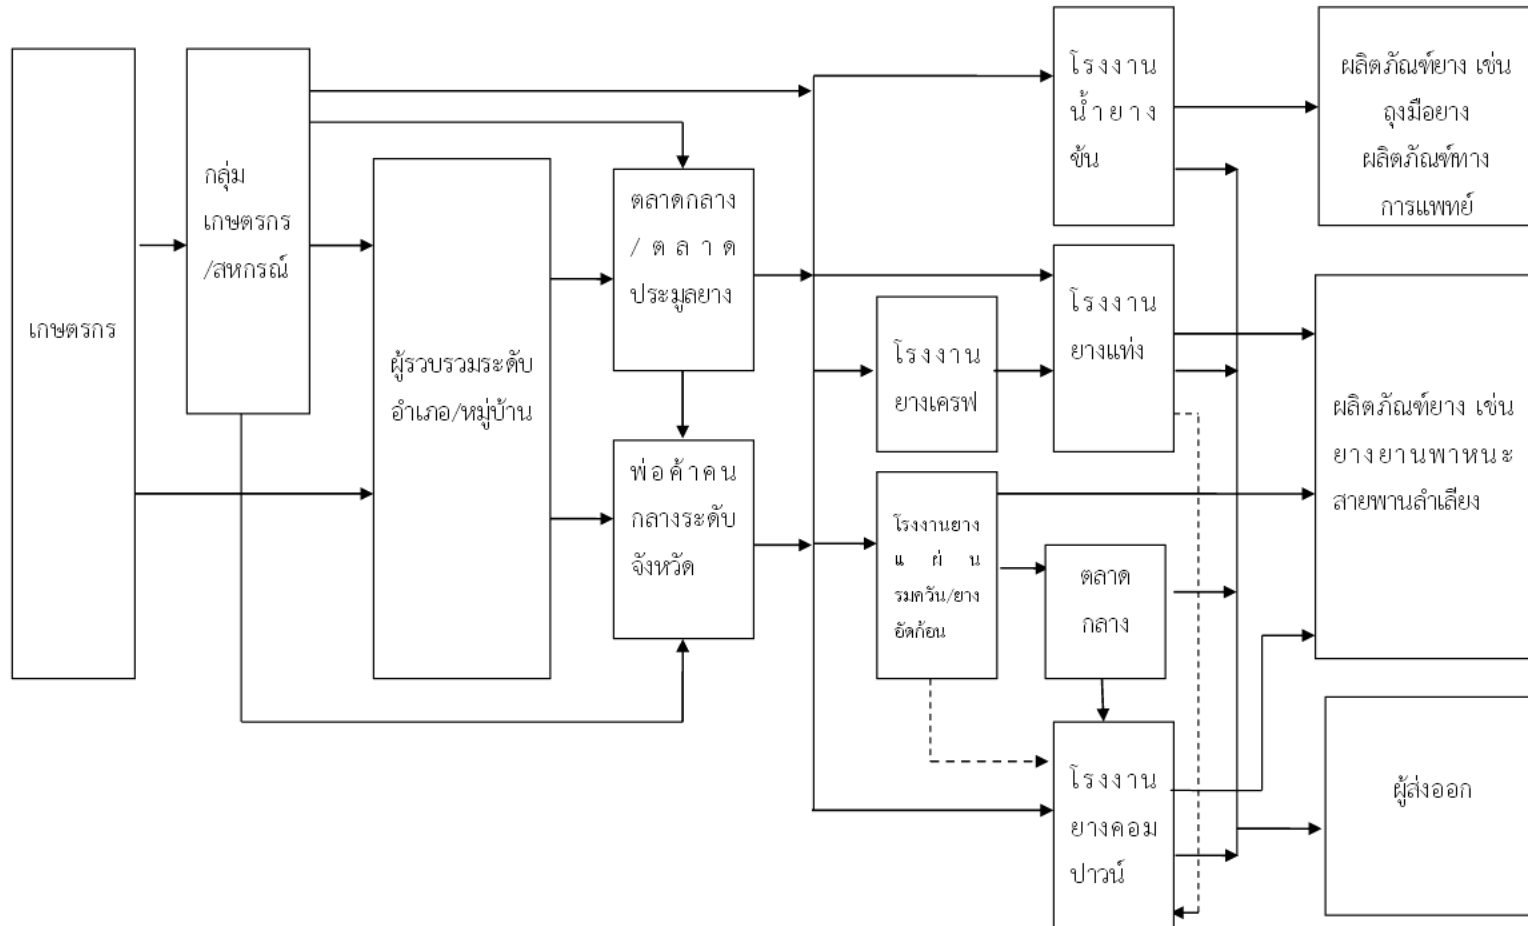 เกษตรกร
กลุ่ม
เกษตรกร
/สหกรณ์
ผู้รวบรวมระดับ
อำเภอ/หมู่บ้าน
ตลาดกลาง
/ตลาด
ประมูลยาง
พ่อค้าคน
กลางระดับ
จังหวัด
โรงงาน
น้ำยาง
ข้น
โรงงาน
ยางแท่ง
โรงงาน
ยางเครฟ
โรงงานยาง
แผ่น
รมควัน/ยาง
อัดก้อน
ตลาด
กลาง
โรงงาน
ยางคอม
ปาวน์
ผลิตภัณฑ์ยาง เช่น
ถุงมือยาง
ผลิตภัณฑ์ทาง
การแพทย์
ผลิตภัณฑ์ยาง เช่น
ยางยานพาหนะ
สายพานลำเลียง
ผู้ส่งออก